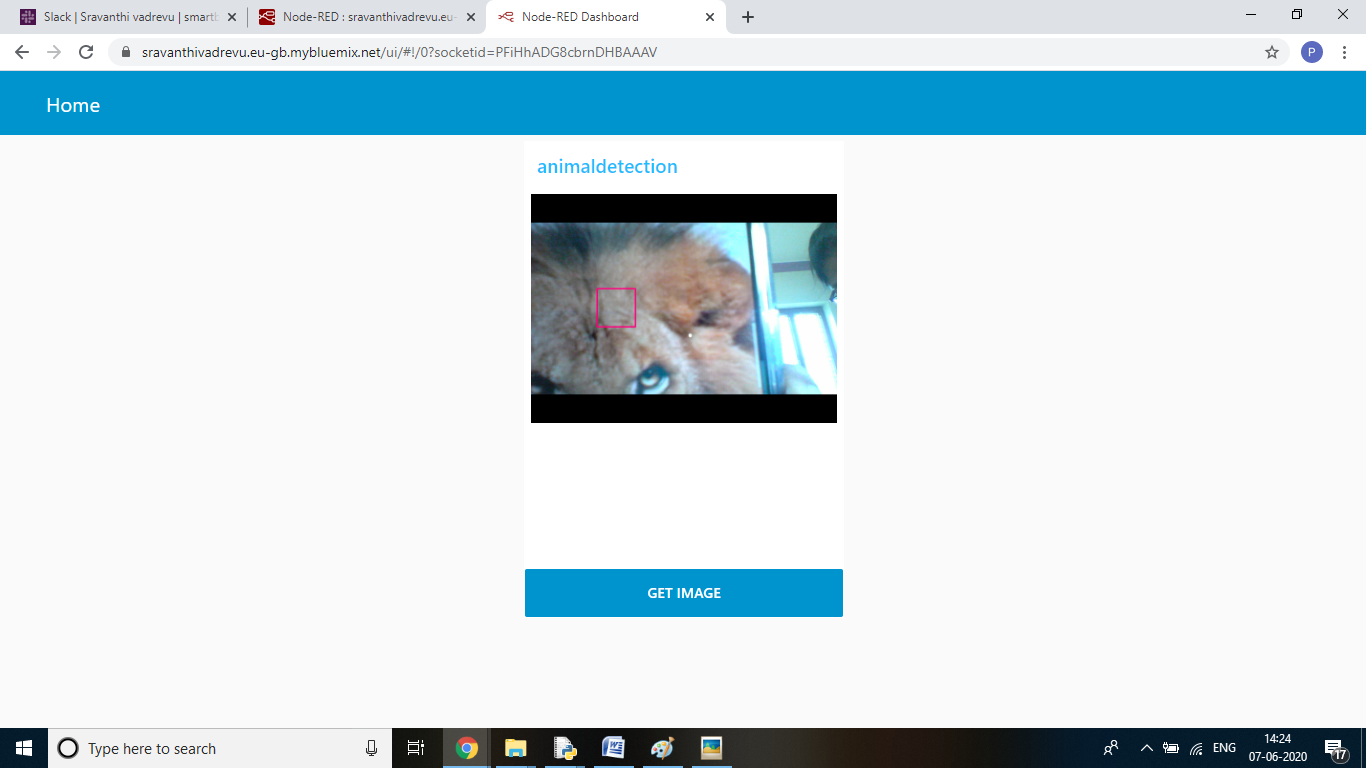 Slack | Sravanthi vadrevu | smartb
Node-RED : sravanthivadrevu.eu-
Node-RED Dashboard
sravanthivadrevu.eu-gb.mybluemix.net/ui/#!/0?socketid=PFiHhADG8cbrnDHBAAAV
P
Home
animaldetection
GET IMAGE
Type here to search
ENG
14:24
07-06-2020
17